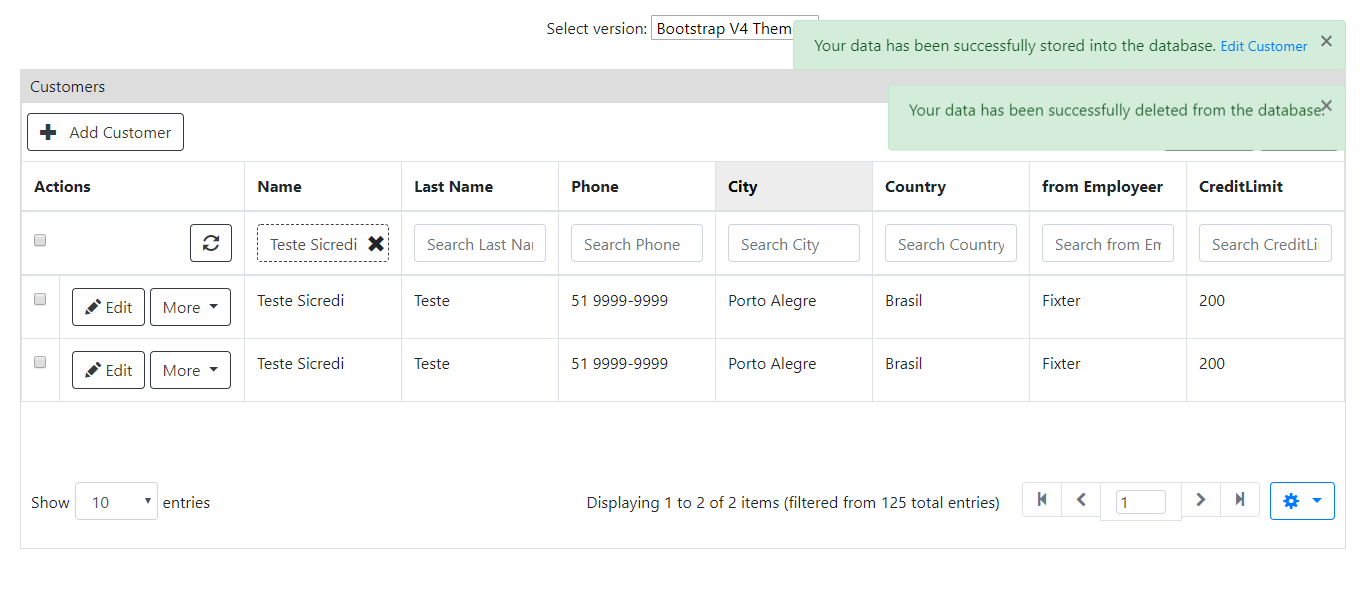 Select version: Bootstrap V4 Them
Your data has been successfully stored into the database. Edit Customer
Customers
Your data has been successfully deleted from the database.
Add Customer
Actions Name Last Name Phone City Country from Employeer CreditLimit
Teste Sicredi Search Last Nar Search Phone Search City Search Country Search from Em Search CreditLi
Edit More Teste Sicredi Teste 51 9999-9999 Porto Alegre Brasil Fixter 200
Edit More Teste Sicredi Teste 51 9999-9999 Porto Alegre Brasil Fixter 200
Show 10 entries Displaying 1 to 2 of 2 items (filtered from 125 total entries) 1